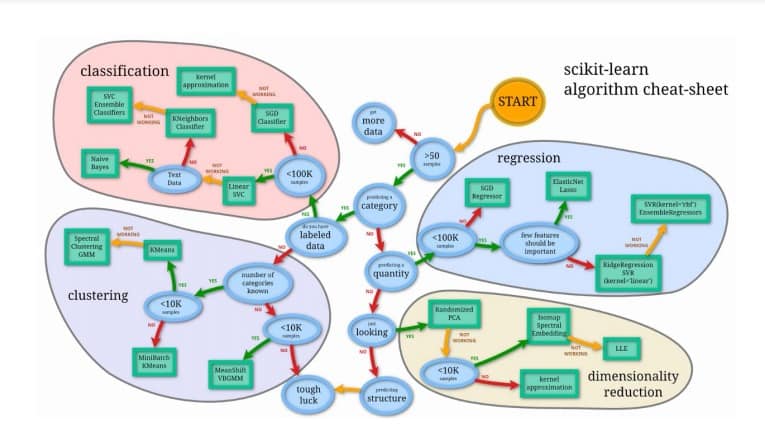 scikit-learn
algorithm cheat-sheet
START
>50
samples
get
more
data
NO
YES
predicting a
category
YES
NO
do you have
labeled
data
YES
NO
predicting a
quantity
YES
NO
just
looking
YES
NO
predicting
structure
tough
luck
classification
kernel
approximation
NOT
WORKING
SVC
Ensemble
Classifiers
NOT
WORKING
KNeighbors
Classifier
SGD
Classifier
NO
Naive
Bayes
YES
Text
Data
NO
NOT
WORKING
Linear
SVC
YES
<100K
samples
regression
SGD
Regressor
ElasticNet
Lasso
SVR(kernel='rbf')
EnsembleRegressors
NO
YES
<100K
samples
YES
few features
should be
important
NO
NOT
WORKING
RidgeRegression
SVR
(kernel='linear')
clustering
Spectral
Clustering
GMM
NOT
WORKING
KMeans
YES
<10K
samples
NO
MiniBatch
KMeans
number of
categories
known
YES
NO
<10K
samples
YES
NO
MeanShift
VBGMM
dimensionality
reduction
Randomized
PCA
NOT
WORKING
<10K
samples
YES
NO
Isomap
Spectral
Embedding
NOT
WORKING
LLE
kernel
approximation